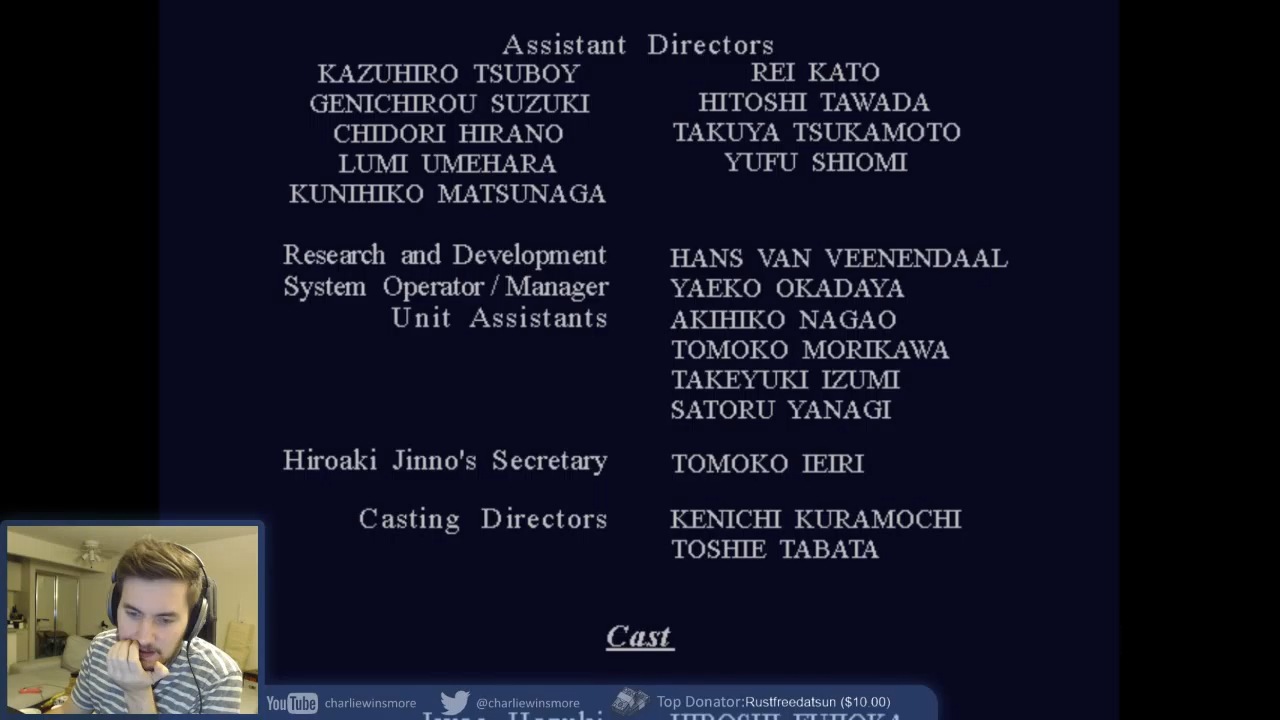 Assistant Directors
KAZUHIRO TSUBOY
REI KATO
GENICHIROU SUZUKI
HITOSHI TAWADA
CHIDORI HIRANO
TAKUYA TSUKAMOTO
LUMI UMEHARA
YUFU SHIOMI
KUNIHIKO MATSUNAGA
Research and Development
HANS VAN VEENENDAAL
System Operator / Manager
YAEKO OKADAYA
Unit Assistants
AKIHIKO NAGAO
TOMOKO MORIKAWA
TAKEYUKI IZUMI
SATORU YANAGI
Hiroaki Jinno's Secretary
TOMOKO IEIRI
Casting Directors
KENICHI KURAMOCHI
TOSHIE TABATA
Cast
YouTube charliewinsmore
@charliewinsmore
Top Donator:Rustfreedatsun ($10.00)
HIROSHI FUJIOKA